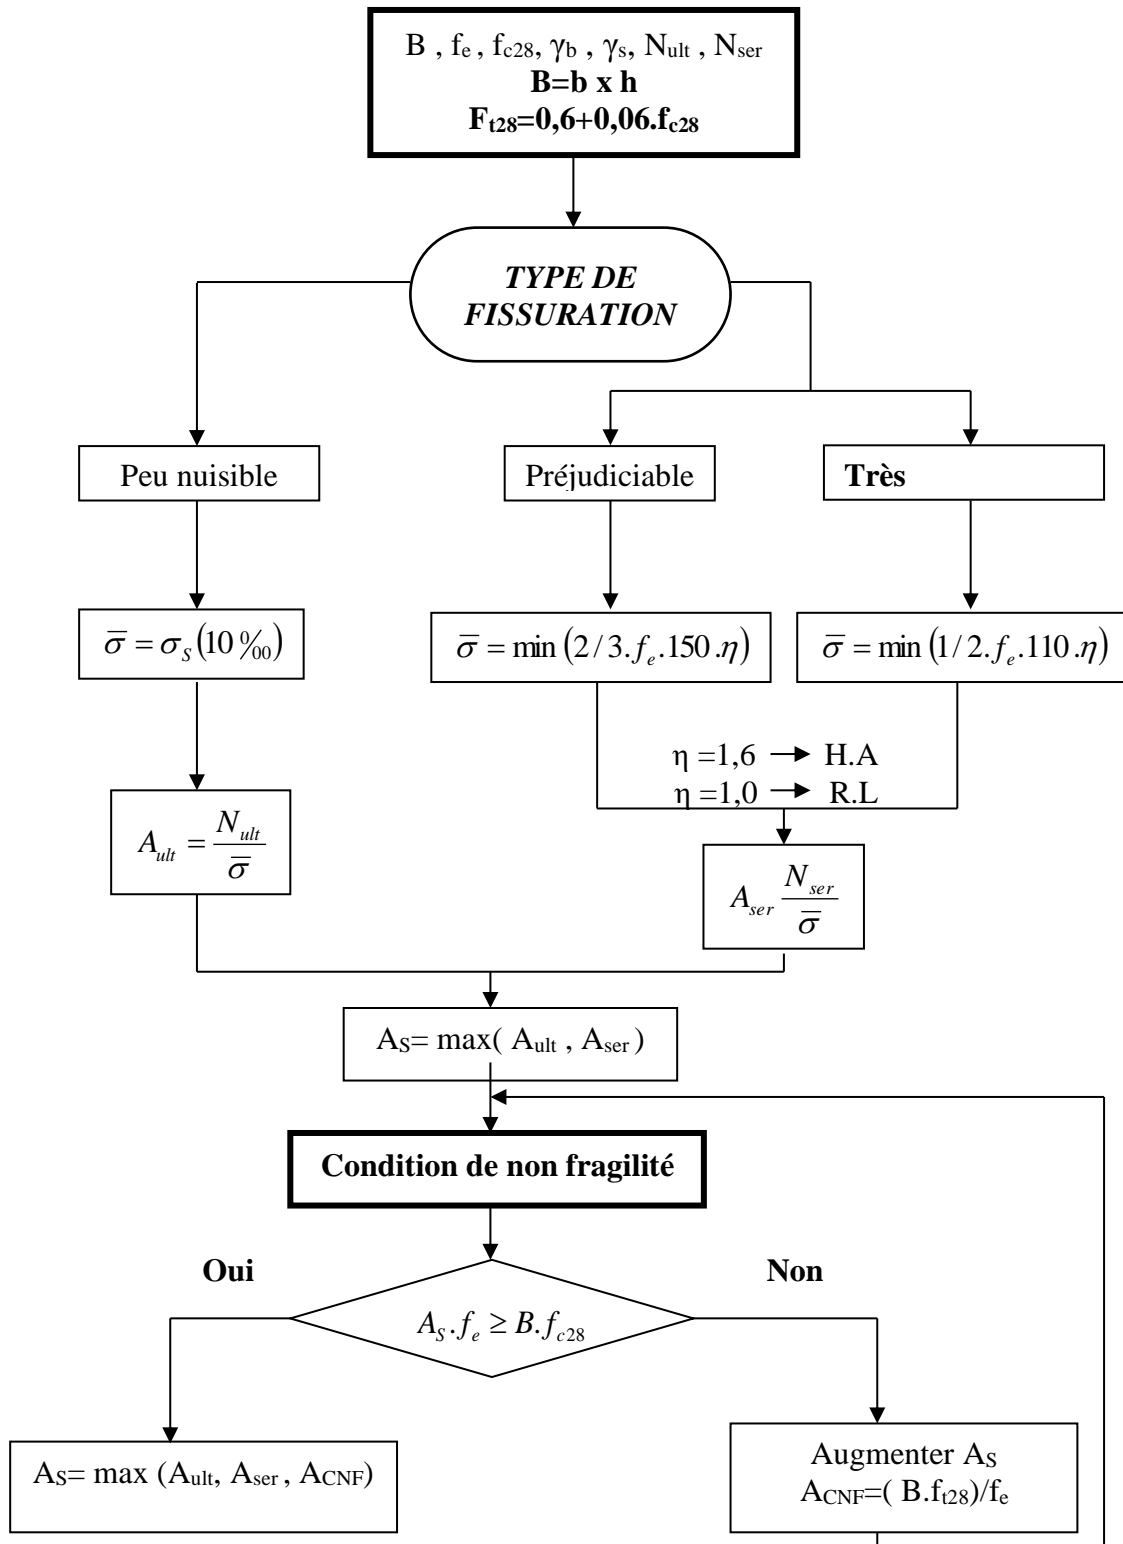 B , fe , fc28, γb , γs, Nult , Nser
B=b x h
Ft28=0,6+0,06.fc28
TYPE DE
FISSURATION
Peu nuisible
Préjudiciable
Très
σ̅ = σS(10 ‰)
σ̅ = min (2 / 3. fe .150 .η)
σ̅ = min (1 / 2. fe .110 .η)
η =1,6 → H.A
η =1,0 → R.L
Ault = Nult / σ̅
Aser Nser / σ̅
AS= max( Ault , Aser )
Condition de non fragilité
Oui
Non
AS . fe ≥ B. fc28
AS= max (Ault, Aser , ACNF)
Augmenter AS
ACNF=( B.ft28)/fe